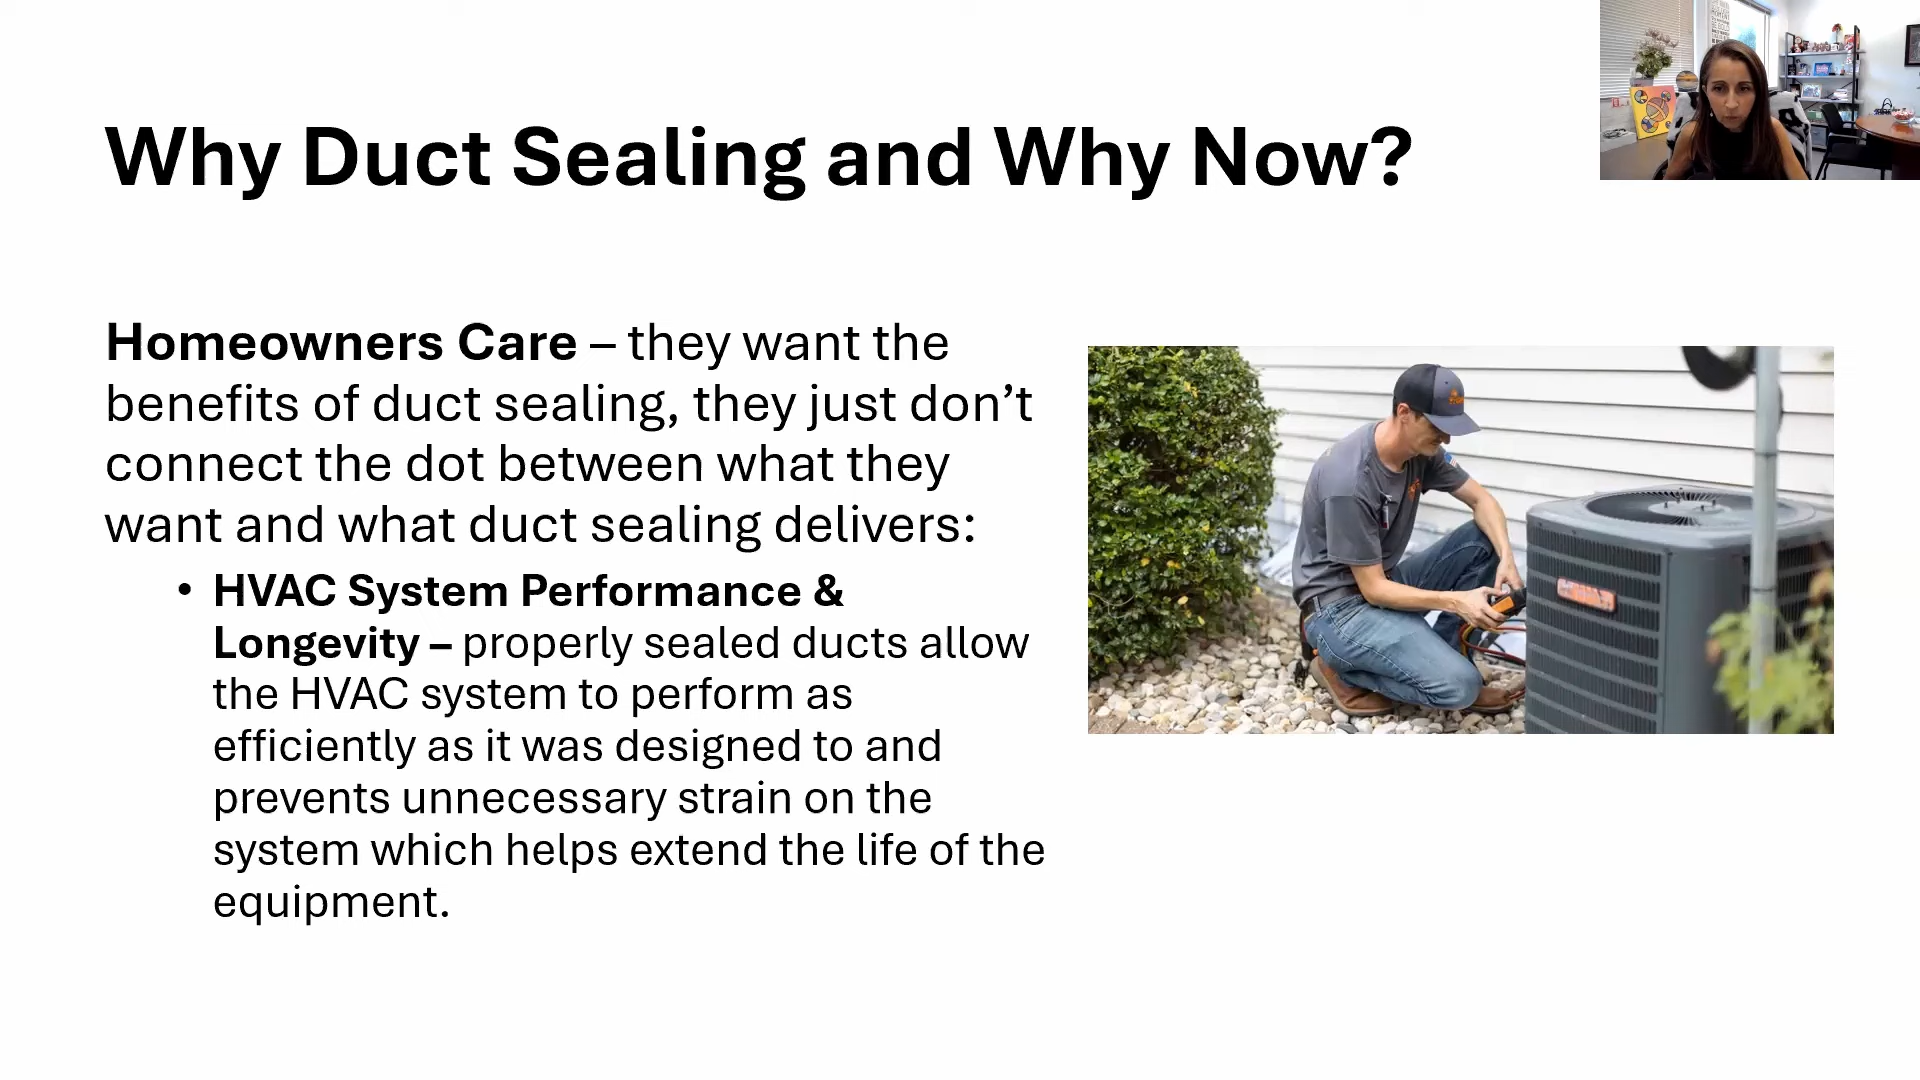 Why Duct Sealing and Why Now?
Homeowners Care – they want the
benefits of duct sealing, they just don’t
connect the dot between what they
want and what duct sealing delivers:
• HVAC System Performance &
Longevity – properly sealed ducts allow
the HVAC system to perform as
efficiently as it was designed to and
prevents unnecessary strain on the
system which helps extend the life of the
equipment.